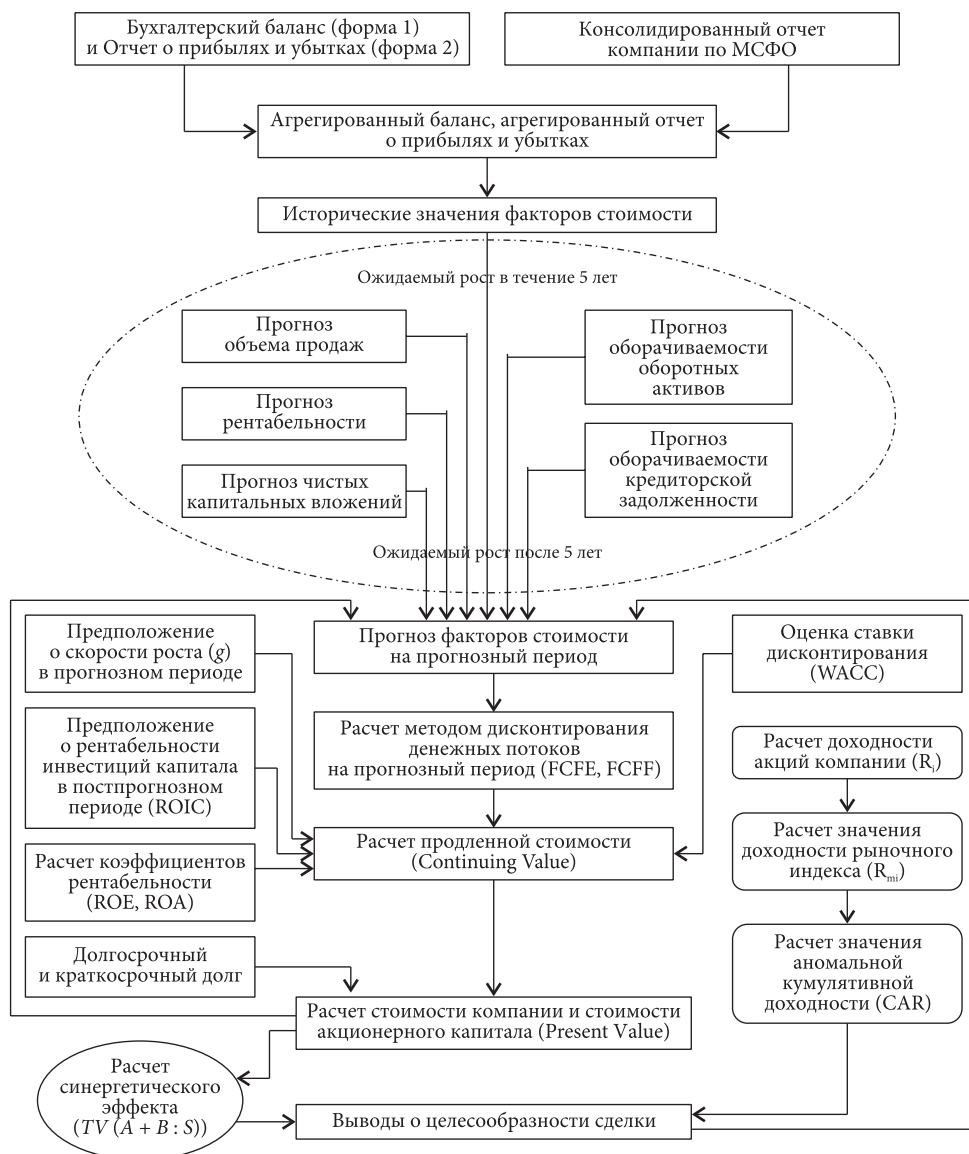 Бухгалтерский баланс (форма 1)
и Отчет о прибылях и убытках (форма 2)
Консолидированный отчет
компании по МСФО
Агрегированный баланс, агрегированный отчет
о прибылях и убытках
Исторические значения факторов стоимости
Ожидаемый рост в течение 5 лет
Прогноз
объема продаж
Прогноз
рентабельности
Прогноз чистых
капитальных вложений
Прогноз
оборачиваемости
оборотных
активов
Прогноз
оборачиваемости
кредиторской
задолженности
Ожидаемый рост после 5 лет
Предположение
о скорости роста (g)
в прогнозном периоде
Прогноз факторов стоимости
на прогнозный период
Оценка ставки
дисконтирования
(WACC)
Предположение
о рентабельности
инвестиций капитала
в постпрогнозном
периоде (ROIC)
Расчет методом дисконтирования
денежных потоков
на прогнозный период (FCFE, FCFF)
Расчет доходности
акций компании (Ri)
Расчет продленной стоимости
(Continuing Value)
Расчет значения
доходности рыночного
индекса (Rmi)
Расчет коэффициентов
рентабельности
(ROE, ROA)
Долгосрочный
и краткосрочный долг
Расчет значения
аномальной
кумулятивной
доходности (CAR)
Расчет стоимости компании и стоимости
акционерного капитала (Present Value)
Расчет
синергетического
эффекта
(TV (A + B : S))
Выводы о целесообразности сделки